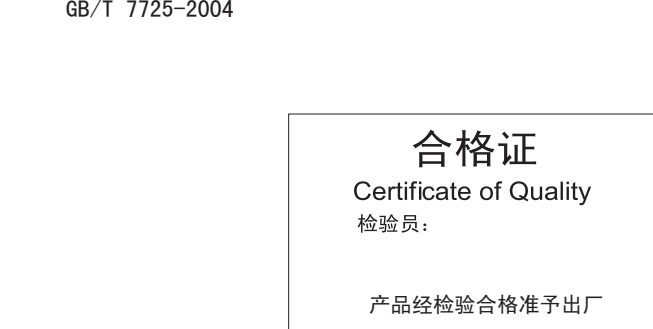 GB/T 7725-2004
合格证
Certificate of Quality
检验员：
产品经检验合格准予出厂